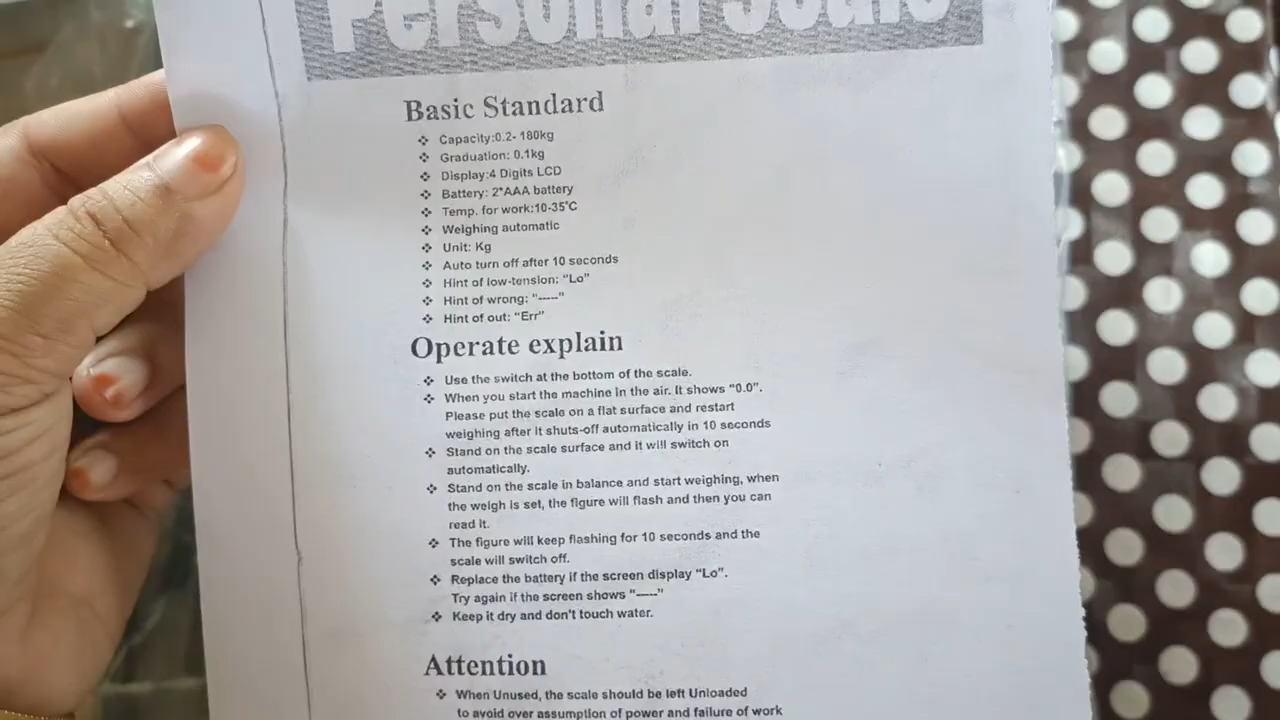 Personal Scale
Basic Standard
❖ Capacity:0.2- 180kg
❖ Graduation: 0.1kg
❖ Display:4 Digits LCD
❖ Battery: 2*AAA battery
❖ Temp. for work:10-35°C
❖ Weighing automatic
❖ Unit: Kg
❖ Auto turn off after 10 seconds
❖ Hint of low-tension: “Lo”
❖ Hint of wrong: “----”
❖ Hint of out: “Err”
Operate explain
❖ Use the switch at the bottom of the scale.
❖ When you start the machine in the air. It shows “0.0”.
Please put the scale on a flat surface and restart
weighing after it shuts-off automatically in 10 seconds
❖ Stand on the scale surface and it will switch on
automatically.
❖ Stand on the scale in balance and start weighing, when
the weigh is set, the figure will flash and then you can
read it.
❖ The figure will keep flashing for 10 seconds and the
scale will switch off.
❖ Replace the battery if the screen display “Lo”.
Try again if the screen shows “----”
❖ Keep it dry and don't touch water.
Attention
❖ When Unused, the scale should be left Unloaded
to avoid over assumption of power and failure of work